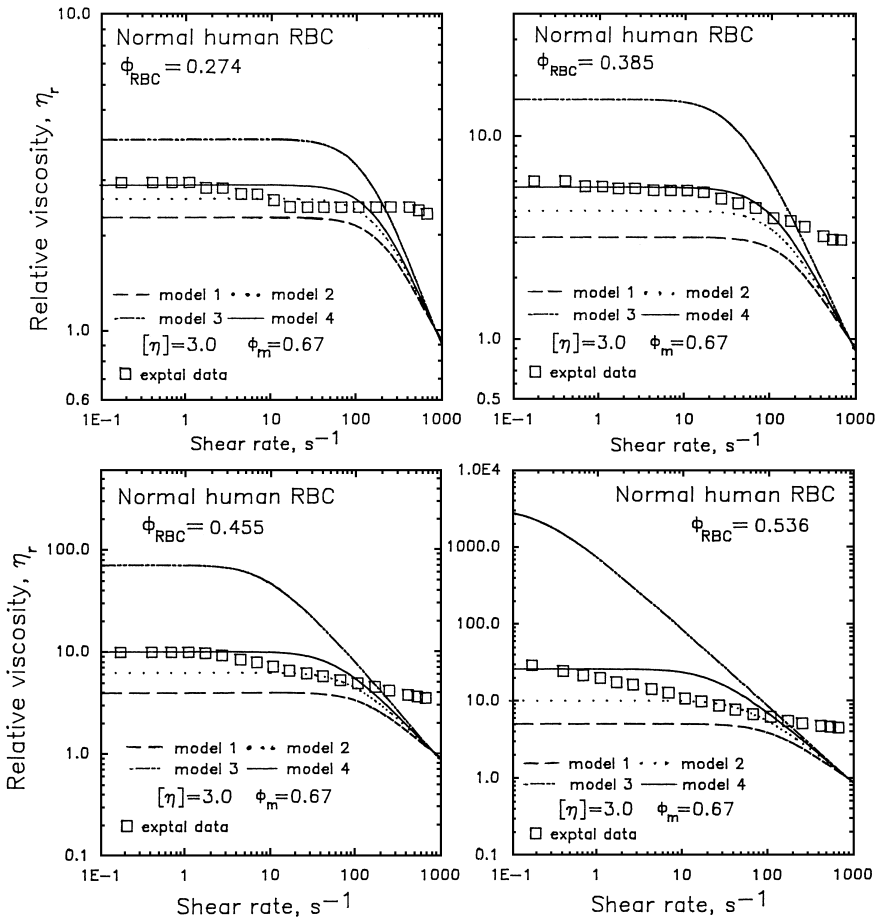 Normal human RBC
ϕRBC = 0.274
Relative viscosity, ηr
10.0
1.0
0.6
model 1 model 2
model 3 model 4
[η]=3.0 ϕm=0.67
exptal data
1E-1 1 10 100 1000
Shear rate, s⁻¹
Normal human RBC
ϕRBC = 0.385
10.0
1.0
0.5
model 1 model 2
model 3 model 4
[η]=3.0 ϕm=0.67
exptal data
1E-1 1 10 100 1000
Shear rate, s⁻¹
Normal human RBC
ϕRBC = 0.455
Relative viscosity, ηr
100.0
10.0
1.0
0.1
model 1 model 2
model 3 model 4
[η]=3.0 ϕm=0.67
exptal data
1E-1 1 10 100 1000
Shear rate, s⁻¹
1.0E4
Normal human RBC
ϕRBC = 0.536
1000.0
100.0
10.0
1.0
0.1
model 1 model 2
model 3 model 4
[η]=3.0 ϕm=0.67
exptal data
1E-1 1 10 100 1000
Shear rate, s⁻¹